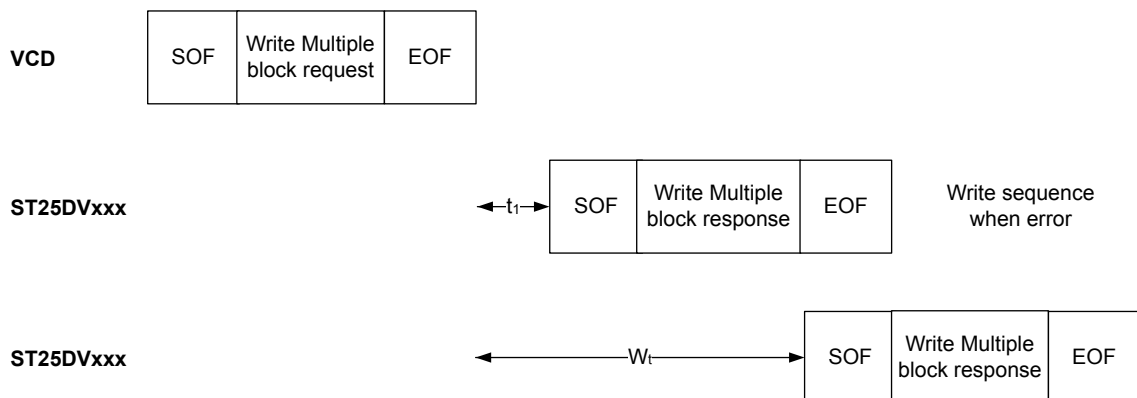 VCD
SOF
Write Multiple
block request
EOF
ST25DVxxx
t1
SOF
Write Multiple
block response
EOF
Write sequence
when error
ST25DVxxx
Wt
SOF
Write Multiple
block response
EOF